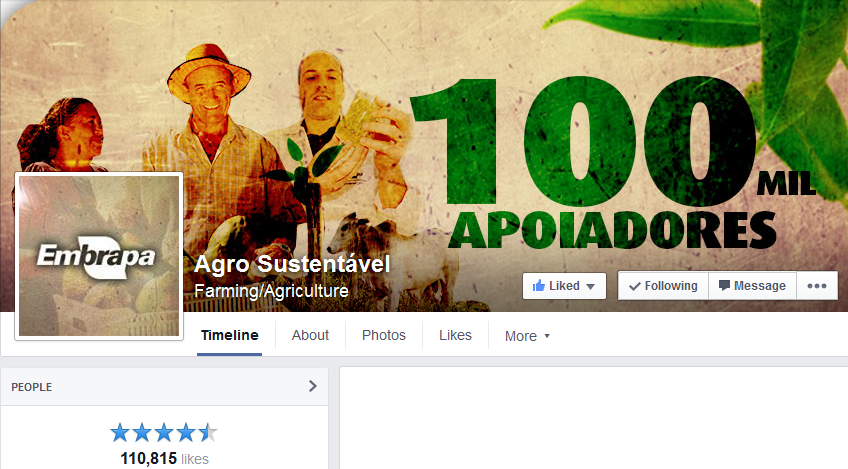 100
MIL
APOIADORES
Embrapa
Agro Sustentável
Farming/Agriculture
Liked
Following
Message
Timeline
About
Photos
Likes
More
PEOPLE
110,815 likes